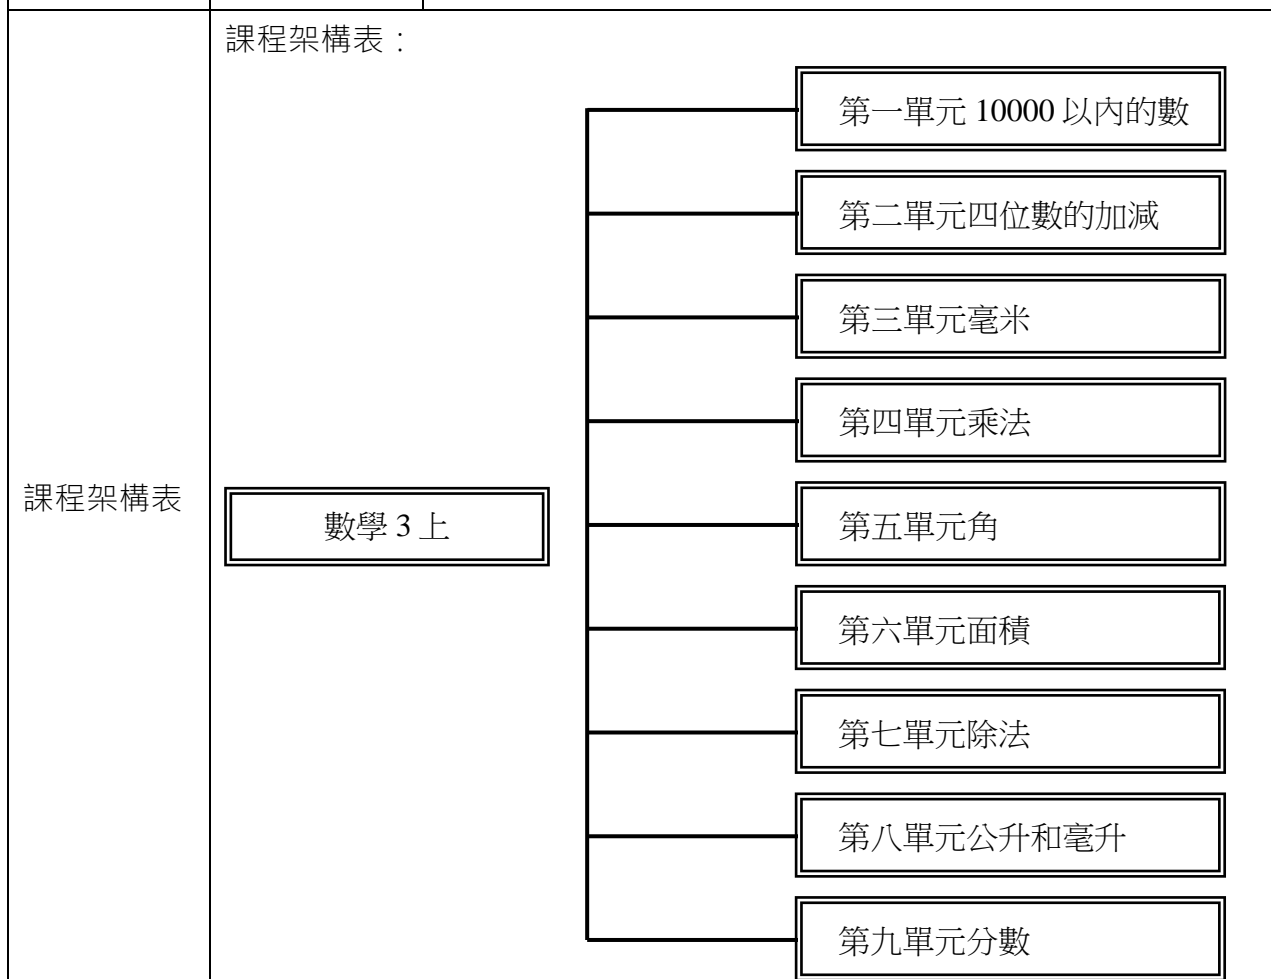 課程架構表：
第一單元 10000 以內的數
第二單元四位數的加減
第三單元毫米
第四單元乘法
課程架構表
數學 3 上
第五單元角
第六單元面積
第七單元除法
第八單元公升和毫升
第九單元分數